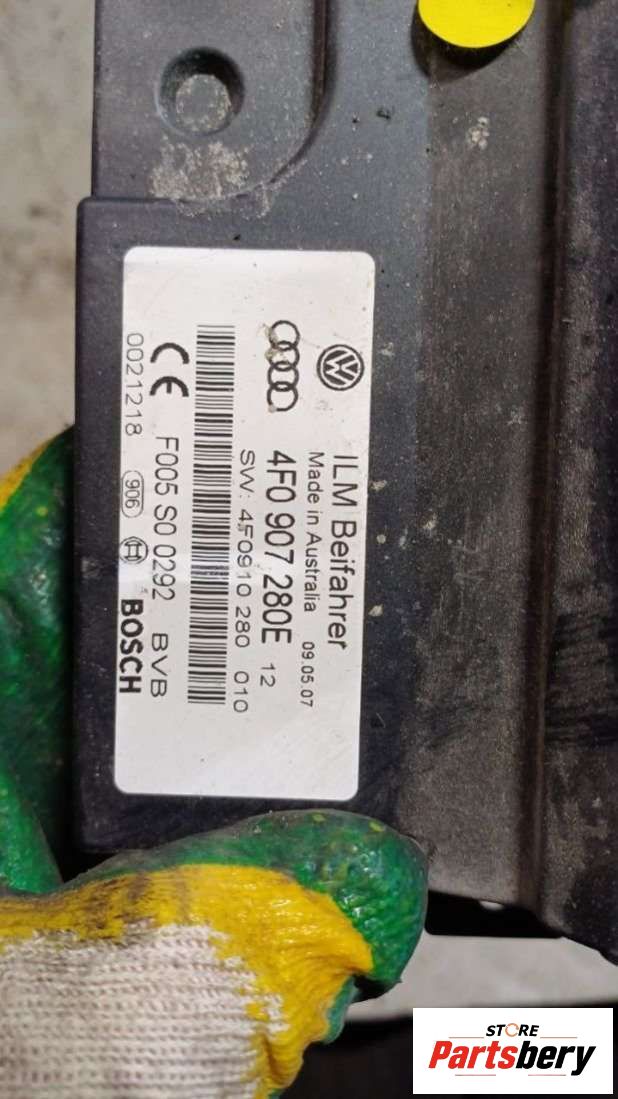 ILM Beifahrer
Made in Australia 09.05.07
4F0 907 280E 12
SW: 4F0910 280 010
F005 S0 0292 BVB
0021218 906 BOSCH
STORE
Partsbery